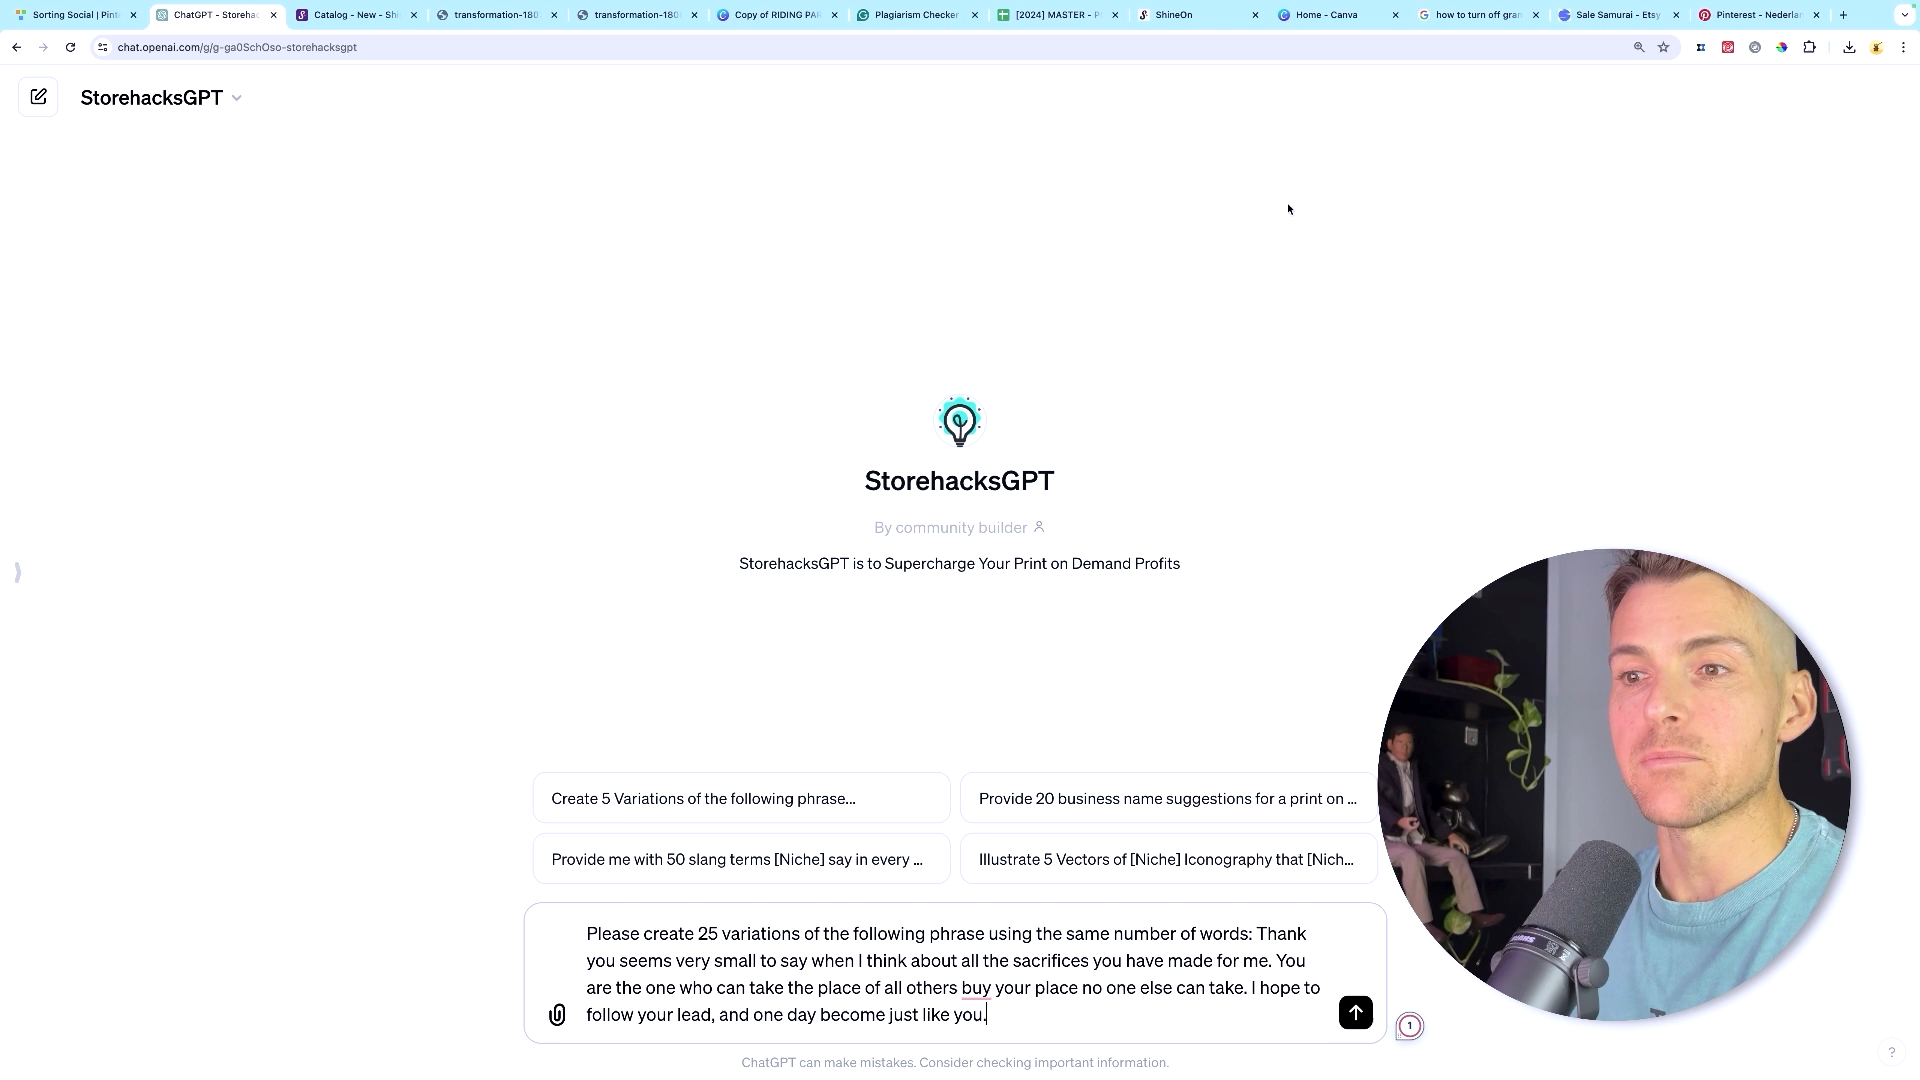 Sorting Social | Pint
ChatGPT - Storehac
Catalog - New - Shi
transformation-180
transformation-180
Copy of RIDING PAR
Plagiarism Checker
[2024] MASTER - P
ShineOn
Home - Canva
how to turn off gram
Sale Samurai - Etsy
Pinterest - Nederlan
chat.openai.com/g/g-ga0SchOso-storehacksgpt
StorehacksGPT
StorehacksGPT
By community builder
StorehacksGPT is to Supercharge Your Print on Demand Profits
Create 5 Variations of the following phrase...
Provide 20 business name suggestions for a print on ...
Provide me with 50 slang terms [Niche] say in every ...
Illustrate 5 Vectors of [Niche] Iconography that [Nich...
Please create 25 variations of the following phrase using the same number of words: Thank
you seems very small to say when I think about all the sacrifices you have made for me. You
are the one who can take the place of all others buy your place no one else can take. I hope to
follow your lead, and one day become just like you.
1
ChatGPT can make mistakes. Consider checking important information.
?